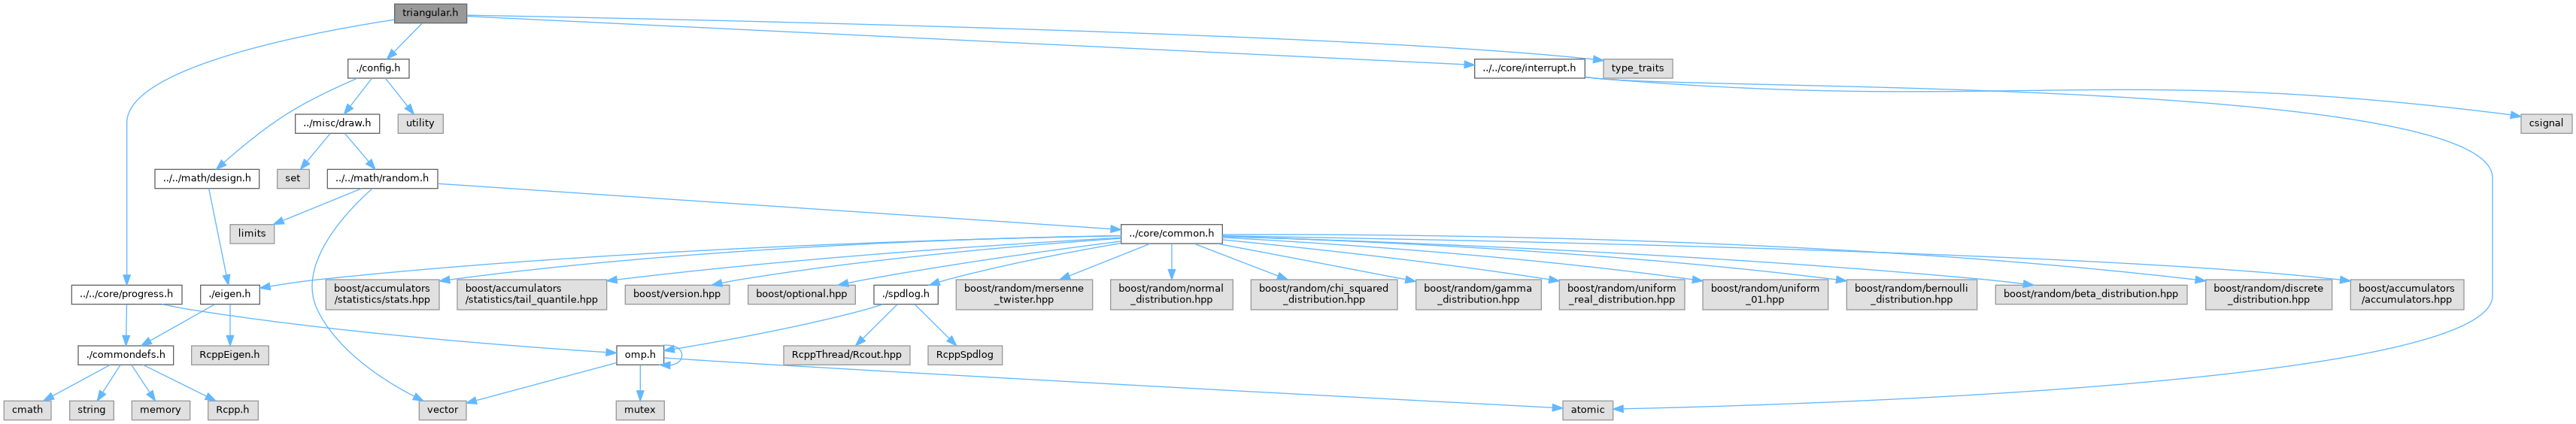 triangular.h
./config.h
../../core/interrupt.h
type_traits
../misc/draw.h
utility
csignal
../../math/design.h
set
../../math/random.h
limits
../core/common.h
../../core/progress.h
./eigen.h
boost/accumulators
/statistics/stats.hpp
boost/accumulators
/statistics/tail_quantile.hpp
boost/version.hpp
boost/optional.hpp
./spdlog.h
boost/random/mersenne
_twister.hpp
boost/random/normal
_distribution.hpp
boost/random/chi_squared
_distribution.hpp
boost/random/gamma
_distribution.hpp
boost/random/uniform
_real_distribution.hpp
boost/random/uniform
_01.hpp
boost/random/bernoulli
_distribution.hpp
boost/random/beta_distribution.hpp
boost/random/discrete
_distribution.hpp
boost/accumulators
/accumulators.hpp
./commondefs.h
RcppEigen.h
omp.h
RcppThread/Rcout.hpp
RcppSpdlog
cmath
string
memory
Rcpp.h
vector
mutex
atomic